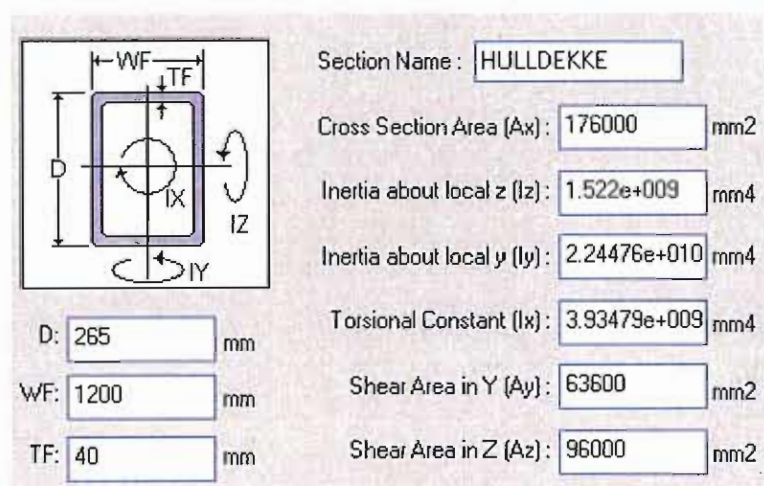 WF
TF
D
IX
IZ
IY
D: 265 mm
WF: 1200 mm
TF: 40 mm
Section Name : HULLDEKKE
Cross Section Area (Ax) : 176000 mm2
Inertia about local z (Iz) : 1.522e+009 mm4
Inertia about local y (Iy) : 2.24476e+010 mm4
Torsional Constant (Ix) : 3.93479e+009 mm4
Shear Area in Y (Ay) : 63600 mm2
Shear Area in Z (Az) : 96000 mm2